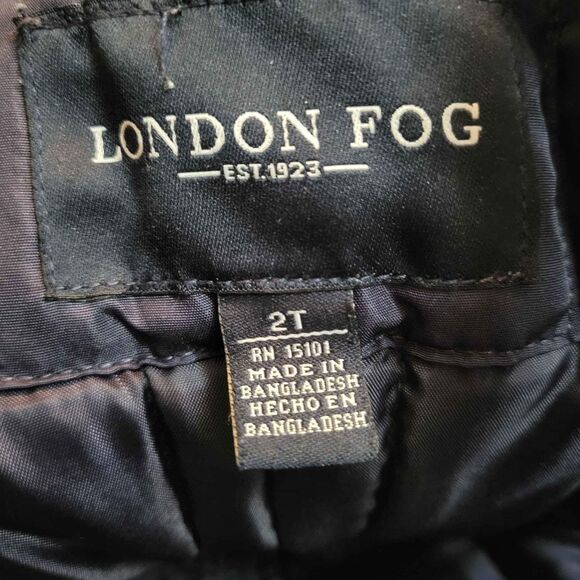 LONDON FOG
EST.1923
2T
RN 15101
MADE IN
BANGLADESH
HECHO EN
BANGLADESH